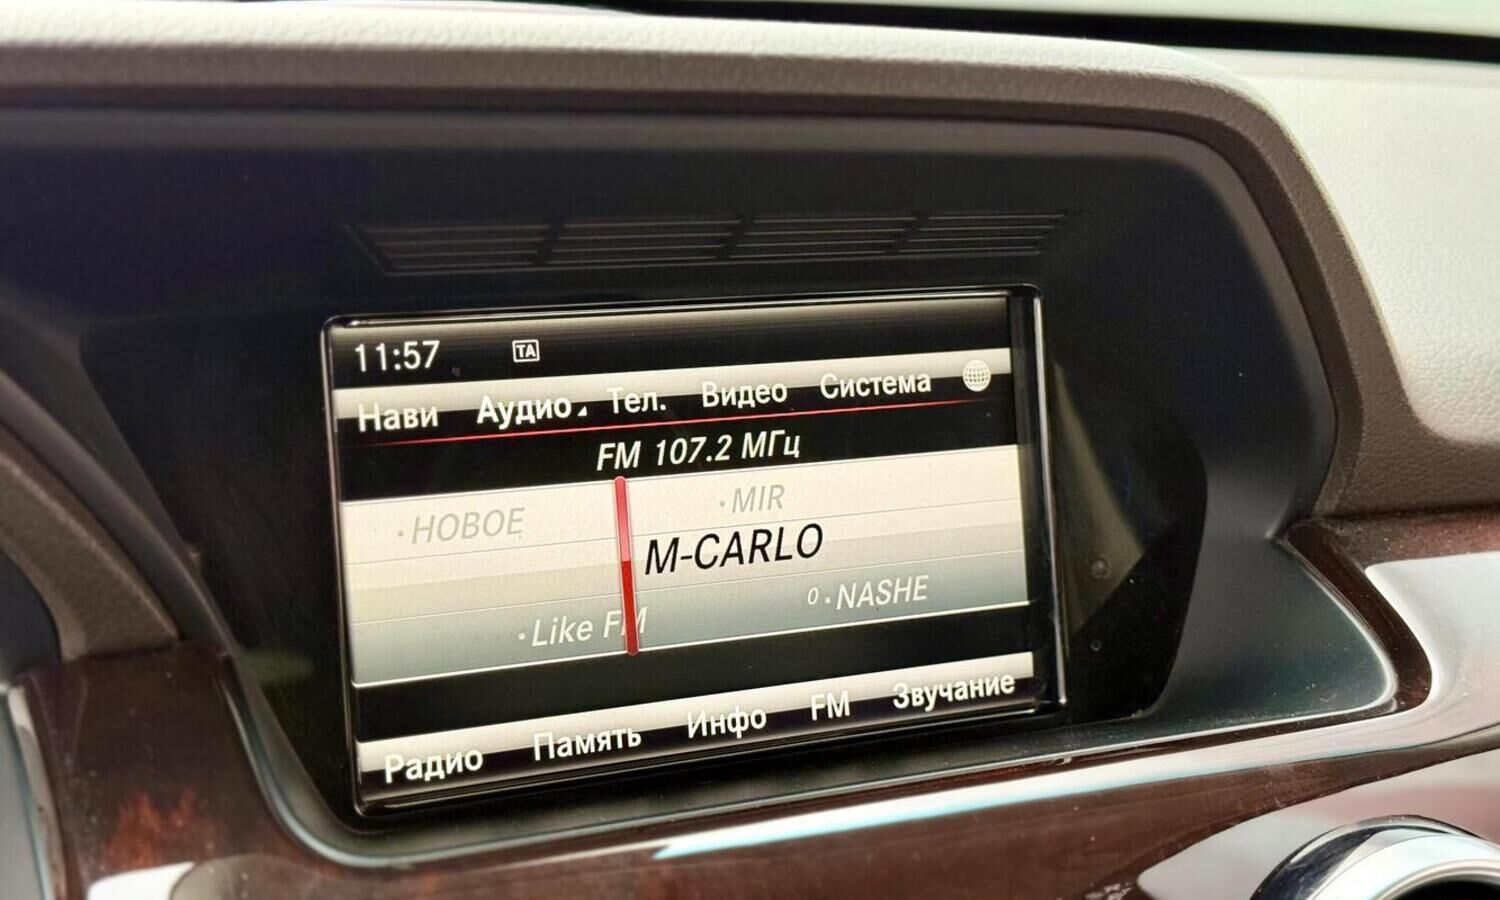 11:57 TA
Нави Аудио Тел. Видео Система
FM 107.2 МГц
·НОВОЕ ·MIR
M-CARLO
·Like FM 0·NASHE
Радио Память Инфо FM Звучание